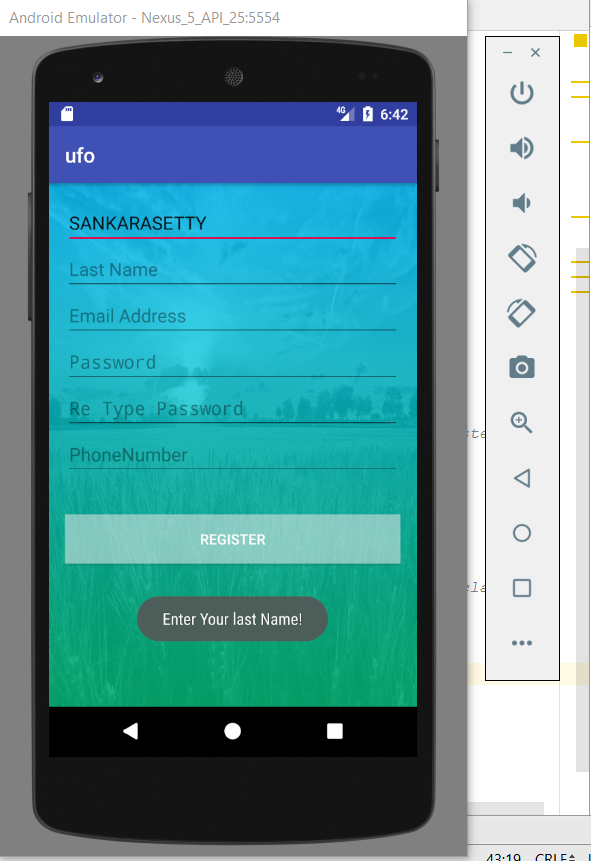 Android Emulator - Nexus_5_API_25:5554
4G 6:42
ufo
SANKARASETTY
Last Name
Email Address
Password
Re Type Password
PhoneNumber
REGISTER
Enter Your last Name!
43:19 CRLF